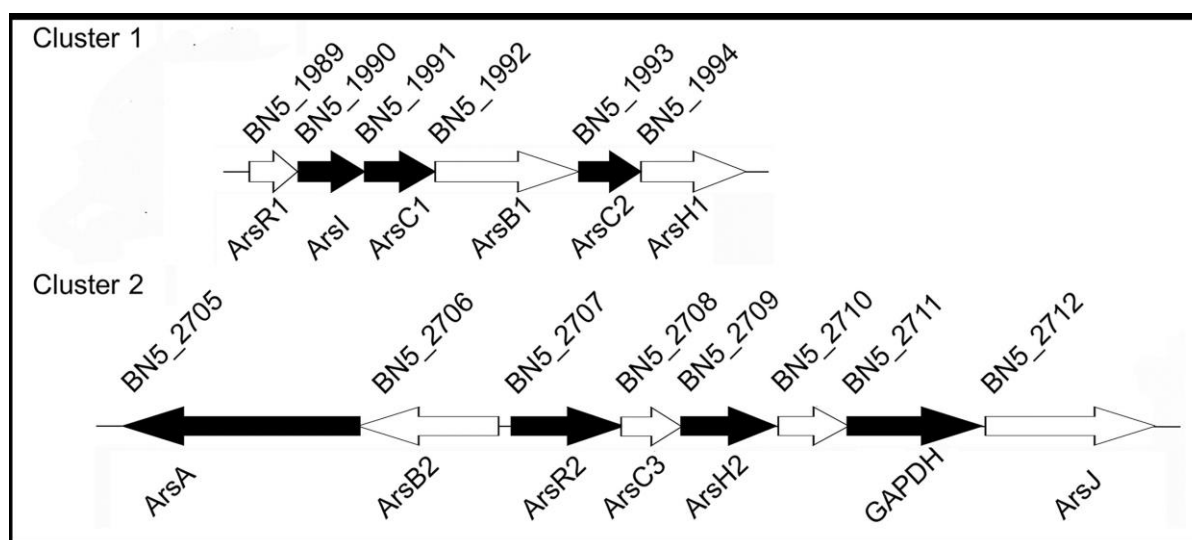 Cluster 1
BN5_1989 BN5_1990 BN5_1991 BN5_1992 BN5_1993 BN5_1994
ArsR1 ArsI ArsC1 ArsB1 ArsC2 ArsH1
Cluster 2
BN5_2705 BN5_2706 BN5_2707 BN5_2708 BN5_2709 BN5_2710 BN5_2711 BN5_2712
ArsA ArsB2 ArsR2 ArsC3 ArsH2 GAPDH ArsJ